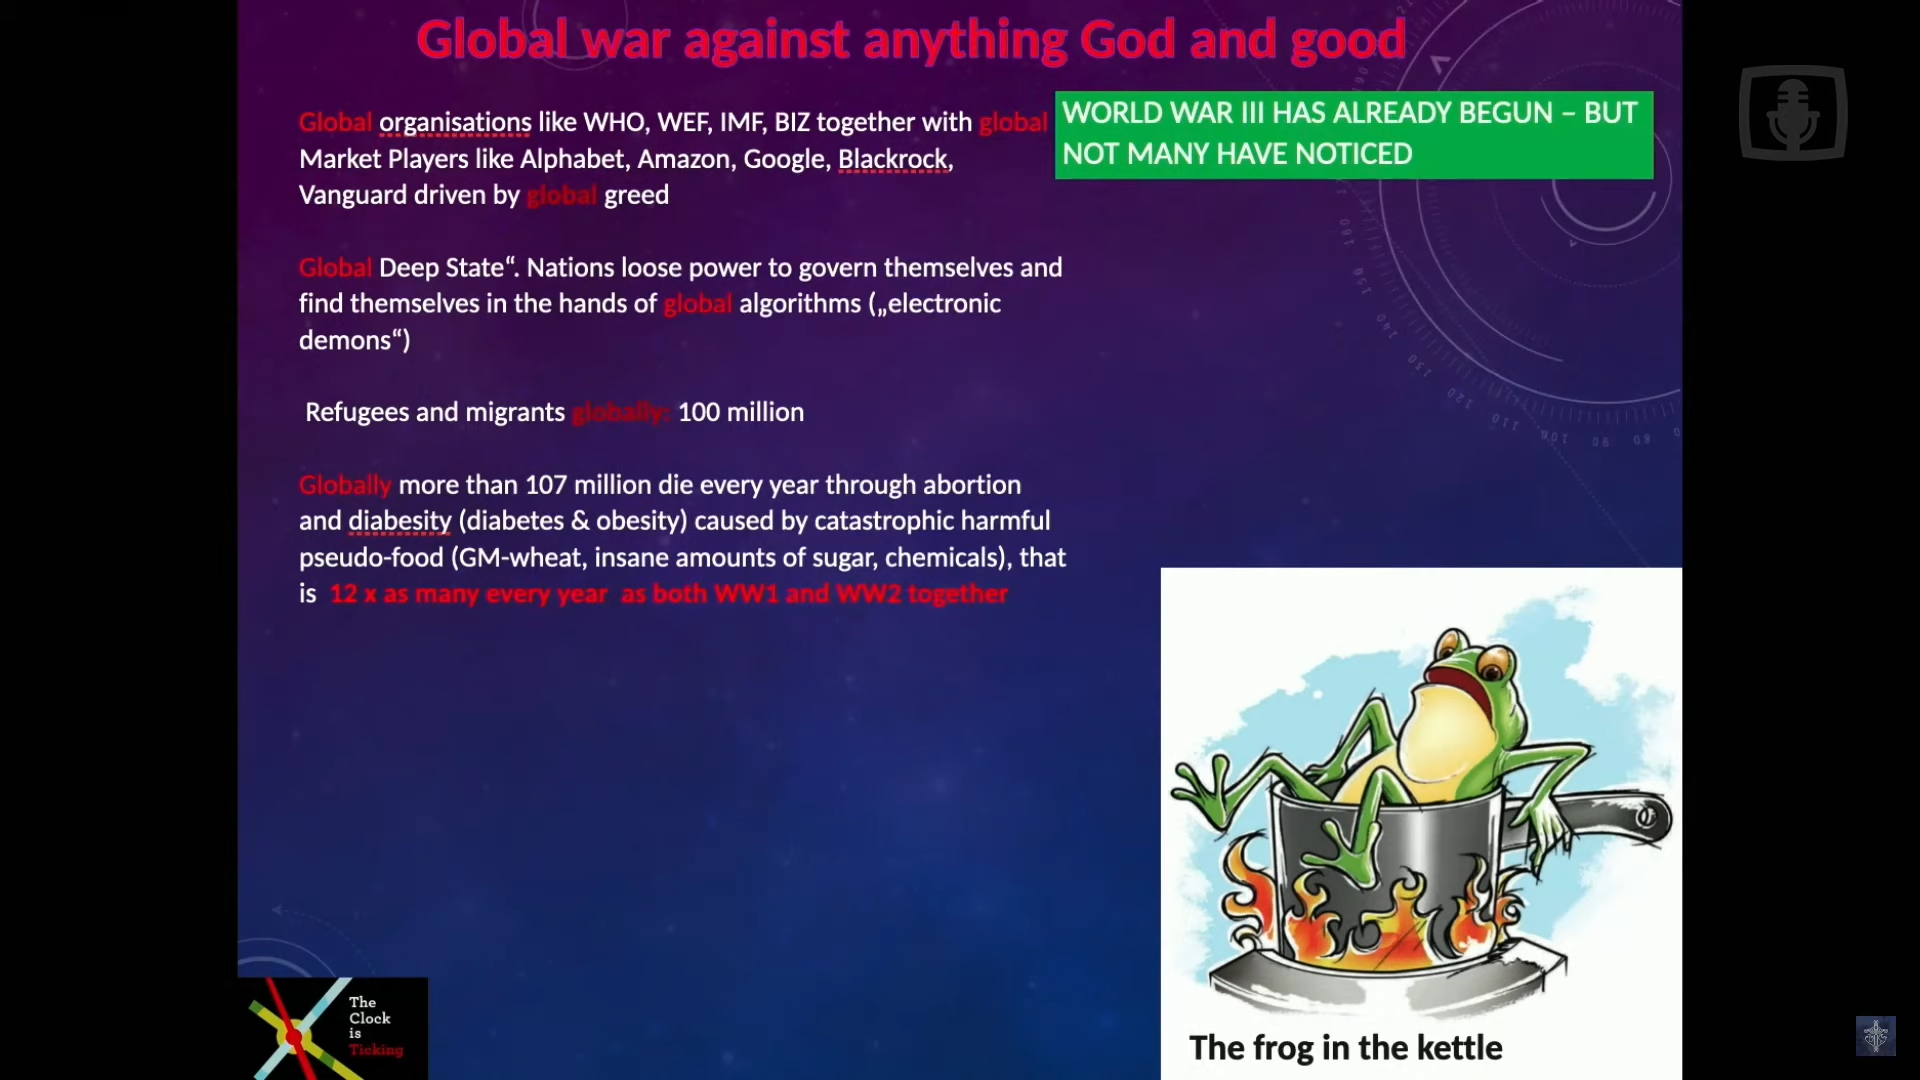 Global war against anything God and good
Global organisations like WHO, WEF, IMF, BIZ together with global
Market Players like Alphabet, Amazon, Google, Blackrock,
Vanguard driven by global greed
WORLD WAR III HAS ALREADY BEGUN – BUT
NOT MANY HAVE NOTICED
Global Deep State“. Nations loose power to govern themselves and
find themselves in the hands of global algorithms („electronic
demons“)
Refugees and migrants globally: 100 million
Globally more than 107 million die every year through abortion
and diabesity (diabetes & obesity) caused by catastrophic harmful
pseudo-food (GM-wheat, insane amounts of sugar, chemicals), that
is 12 x as many every year as both WW1 and WW2 together
The
Clock
is
Ticking
The frog in the kettle